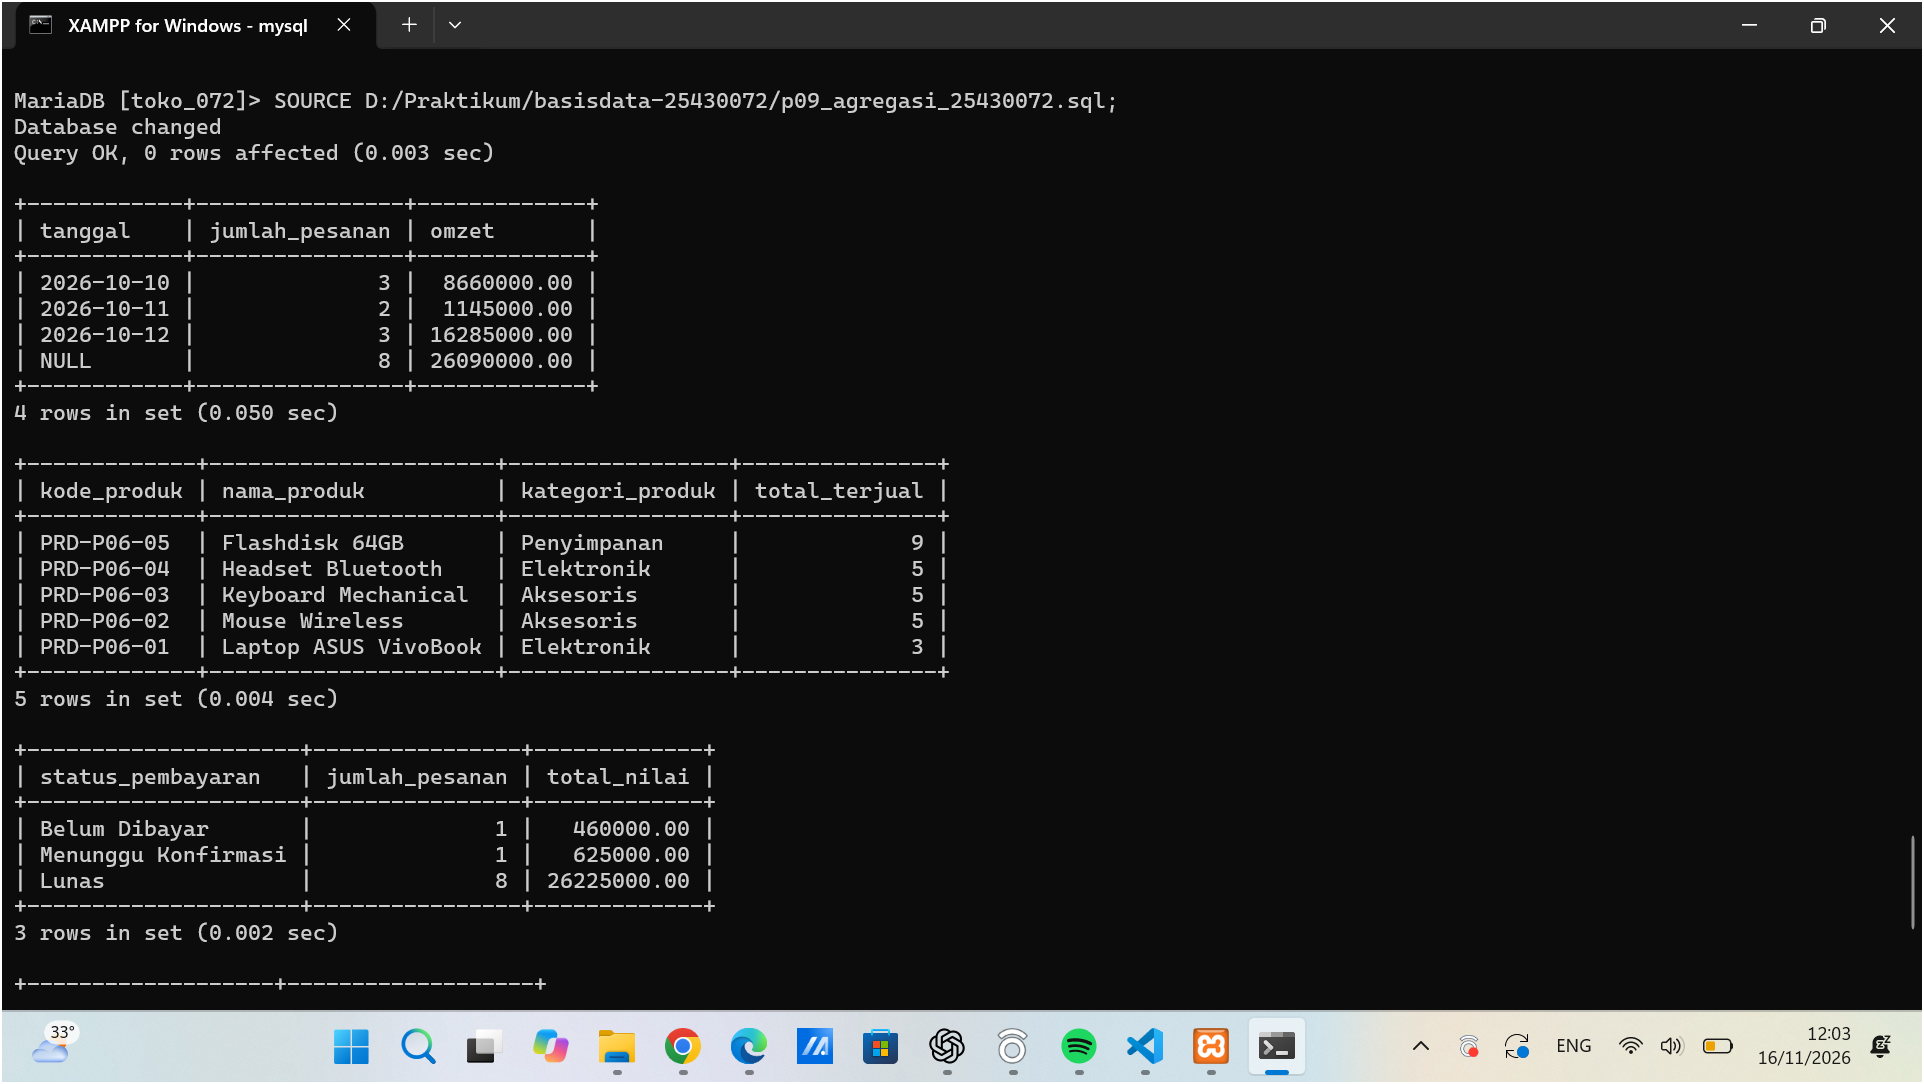 XAMPP for Windows - mysql
MariaDB [toko_072]> SOURCE D:/Praktikum/basisdata-25430072/p09_agregasi_25430072.sql;
Database changed
Query OK, 0 rows affected (0.003 sec)
+------------+----------------+-------------+
| tanggal    | jumlah_pesanan | omzet       |
+------------+----------------+-------------+
| 2026-10-10 |              3 |  8660000.00 |
| 2026-10-11 |              2 |  1145000.00 |
| 2026-10-12 |              3 | 16285000.00 |
| NULL       |              8 | 26090000.00 |
+------------+----------------+-------------+
4 rows in set (0.050 sec)
+-------------+----------------------+-----------------+---------------+
| kode_produk | nama_produk          | kategori_produk | total_terjual |
+-------------+----------------------+-----------------+---------------+
| PRD-P06-05  | Flashdisk 64GB       | Penyimpanan     |             9 |
| PRD-P06-04  | Headset Bluetooth    | Elektronik      |             5 |
| PRD-P06-03  | Keyboard Mechanical  | Aksesoris       |             5 |
| PRD-P06-02  | Mouse Wireless       | Aksesoris       |             5 |
| PRD-P06-01  | Laptop ASUS VivoBook | Elektronik      |             3 |
+-------------+----------------------+-----------------+---------------+
5 rows in set (0.004 sec)
+---------------------+----------------+-------------+
| status_pembayaran   | jumlah_pesanan | total_nilai |
+---------------------+----------------+-------------+
| Belum Dibayar       |              1 |   460000.00 |
| Menunggu Konfirmasi |              1 |   625000.00 |
| Lunas               |              8 | 26225000.00 |
+---------------------+----------------+-------------+
3 rows in set (0.002 sec)
+-------------------+-------------------+
33°
ENG
12:03
16/11/2026